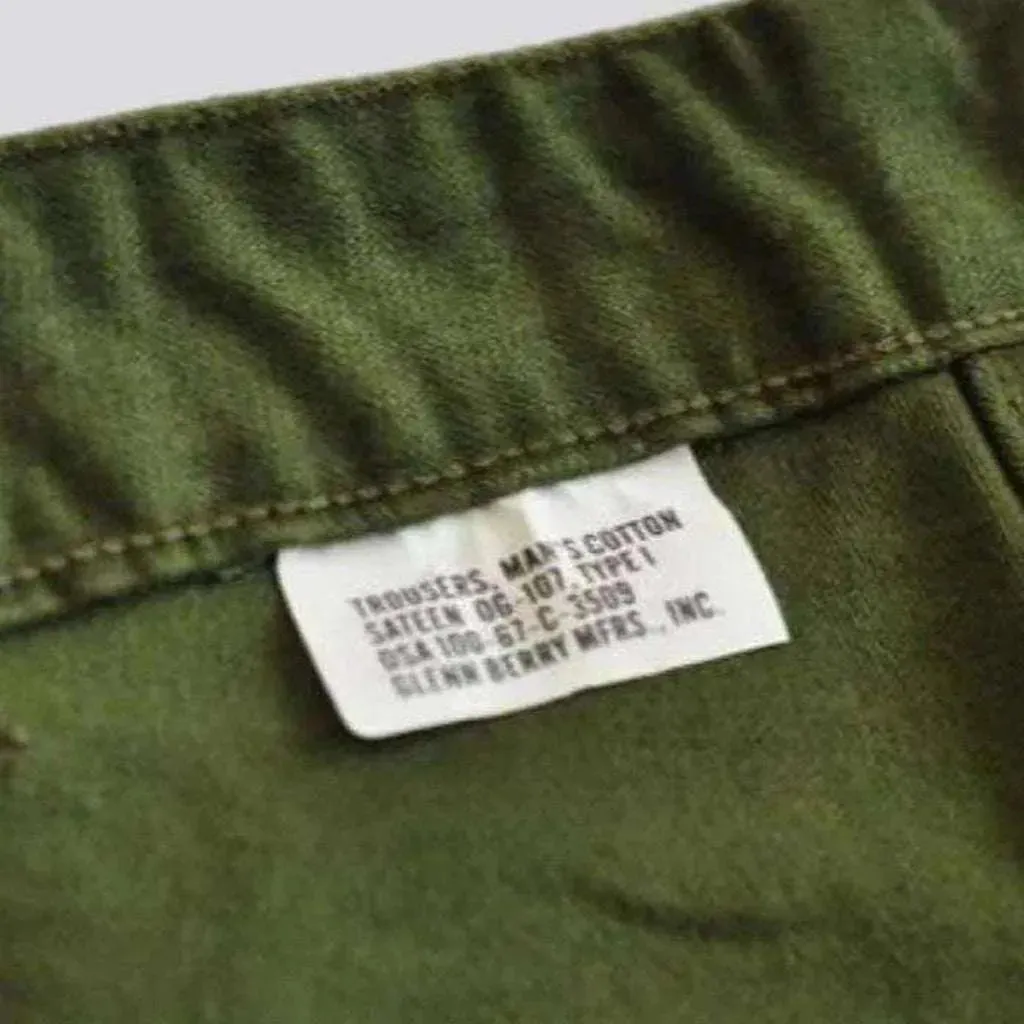 TROUSERS, MAN'S COTTON
SATEEN OG-107, TYPE I
DSA 100-67-C-3509
GLENN BERRY MFRS., INC.